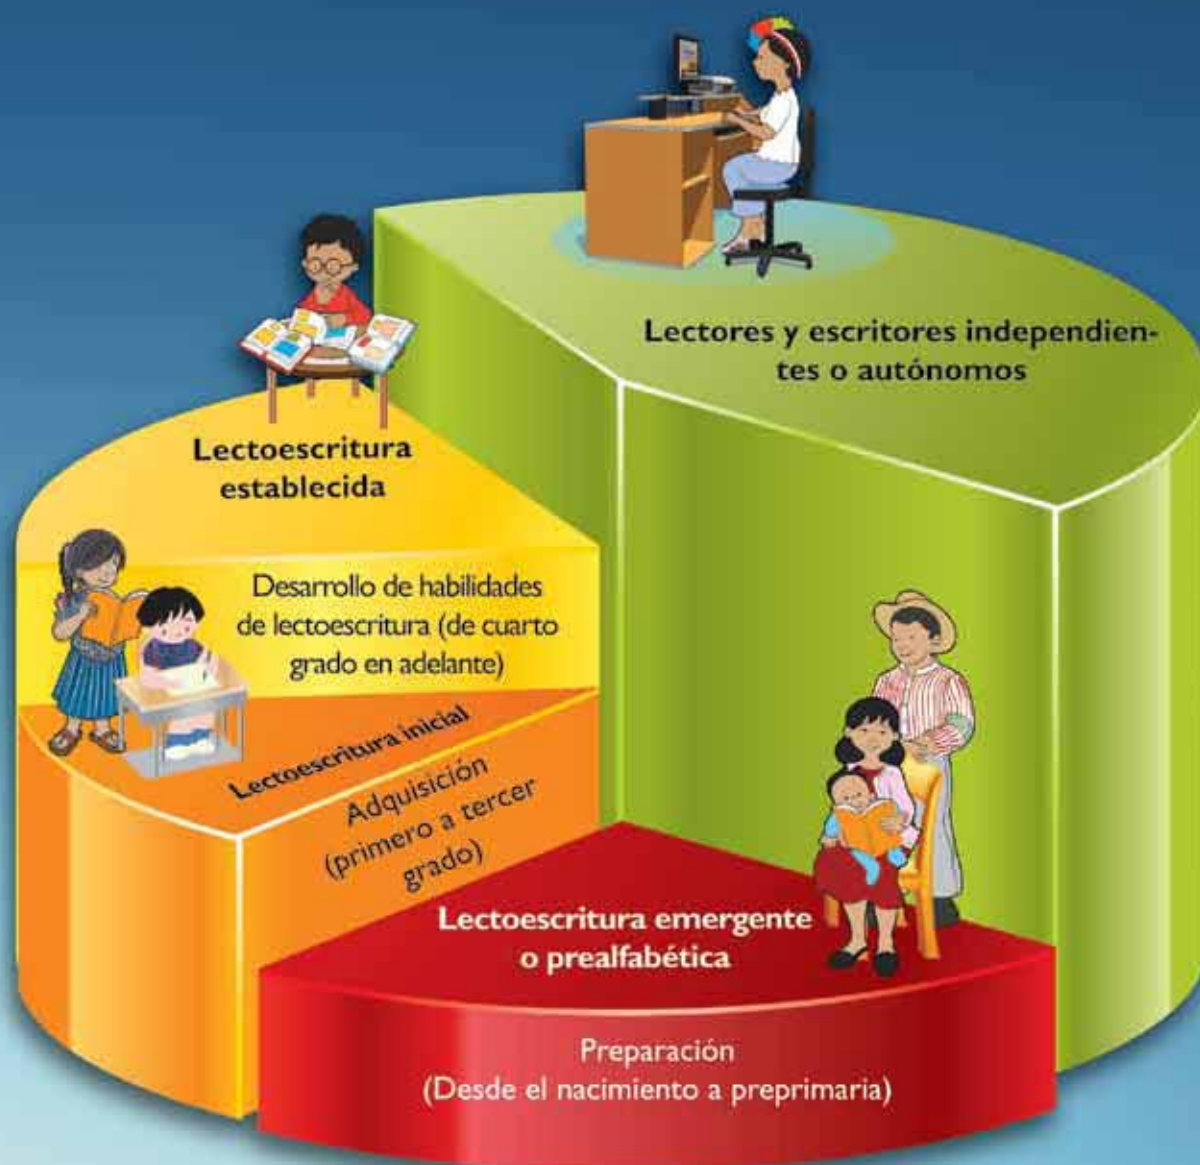 Lectores y escritores independien-
tes o autónomos
Lectoescritura
establecida
Desarrollo de habilidades
de lectoescritura (de cuarto
grado en adelante)
Lectoescritura inicial
Adquisición
(primero a tercer
grado)
Lectoescritura emergente
o prealfabética
Preparación
(Desde el nacimiento a preprimaria)